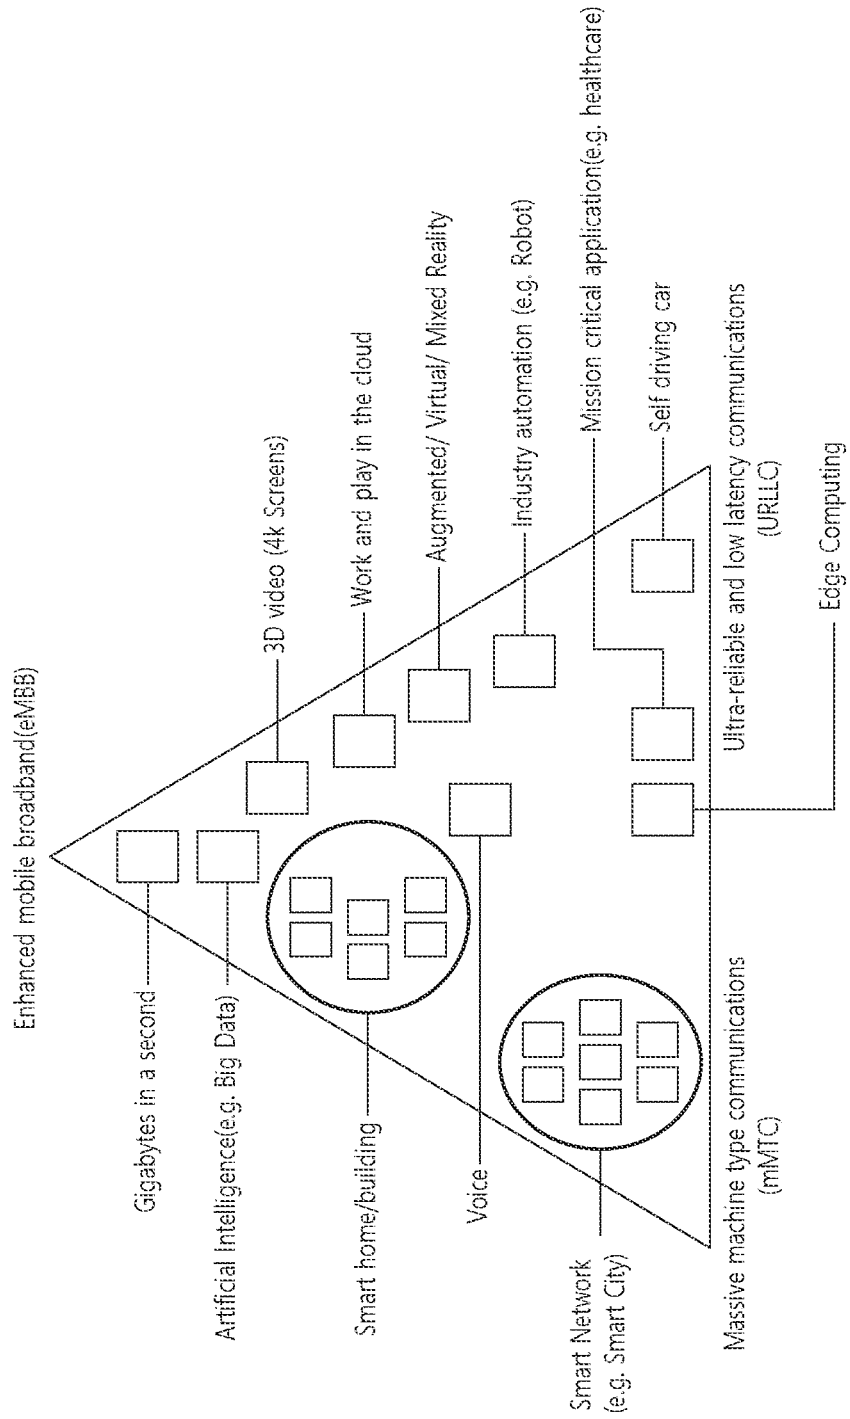 Enhanced mobile broadband(eMBB)
Gigabytes in a second
Artificial Intelligence(e.g. Big Data)
3D video (4k Screens)
Smart home/building
Work and play in the cloud
Augmented/ Virtual/ Mixed Reality
Voice
Industry automation (e.g. Robot)
Smart Network
(e.g. Smart City)
Mission critical application(e.g. healthcare)
Self driving car
Massive machine type communications
(mMTC)
Ultra-reliable and low latency communications
(URLLC)
Edge Computing